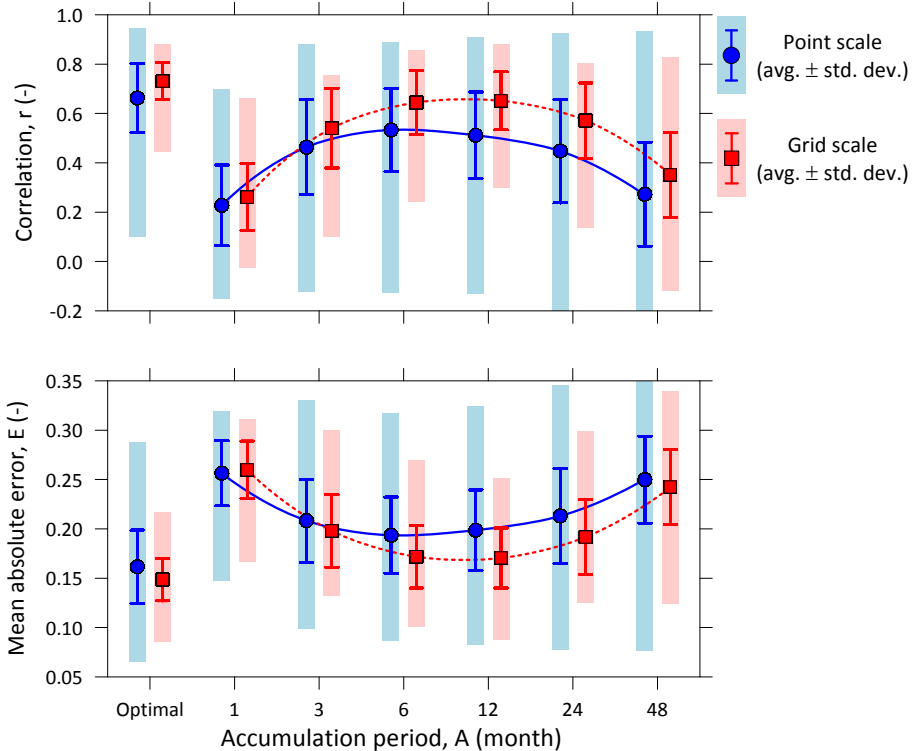 1.0
0.8
0.6
0.4
0.2
0.0
-0.2
Correlation, r (-)
Point scale
(avg. ± std. dev.)
Grid scale
(avg. ± std. dev.)
0.35
0.30
0.25
0.20
0.15
0.10
0.05
Mean absolute error, E (-)
Optimal 1 3 6 12 24 48
Accumulation period, A (month)